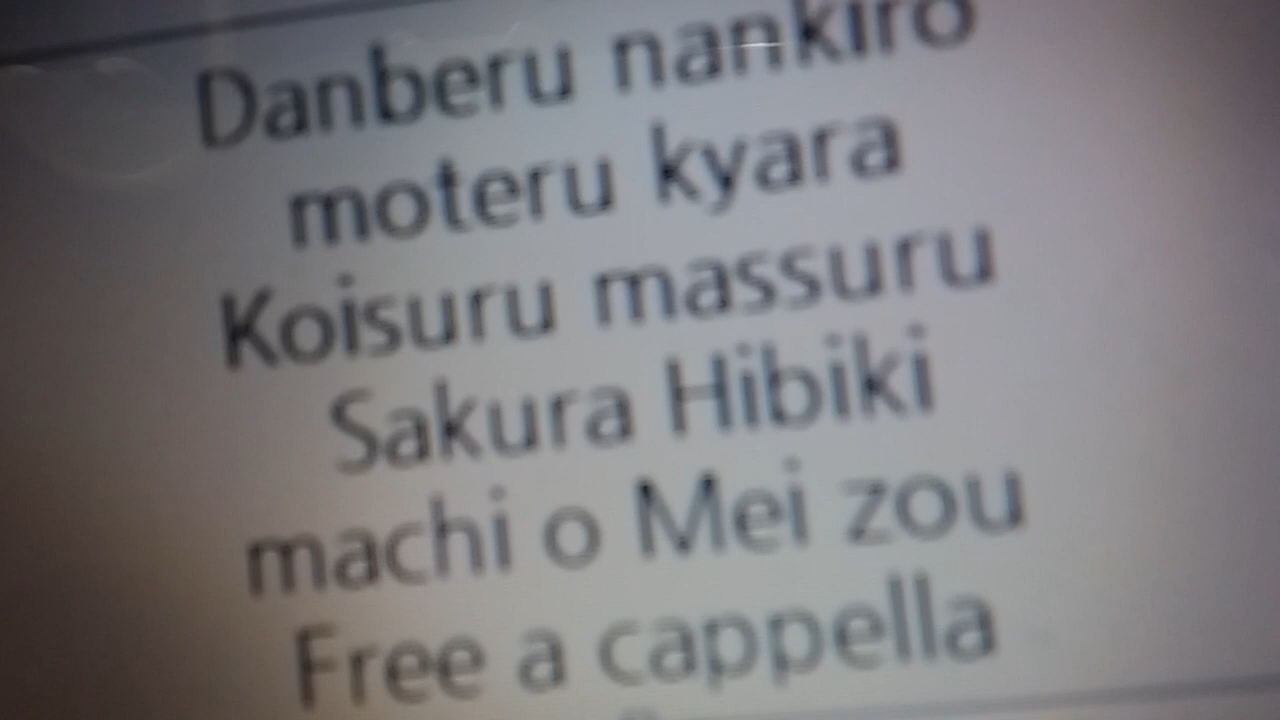 Danberu nankiro
moteru kyara
Koisuru massuru
Sakura Hibiki
machi o Mei zou
Free a cappella